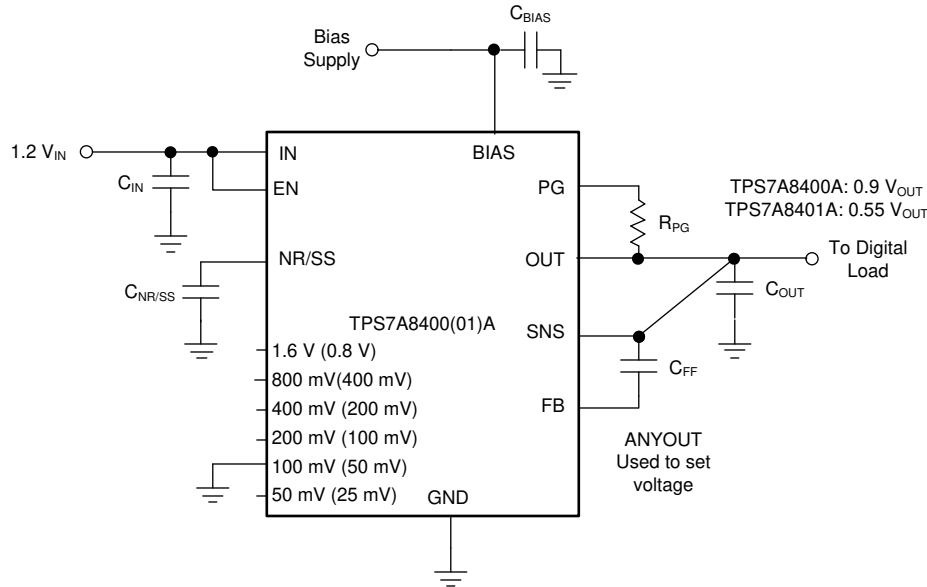 C_BIAS
Bias
Supply
1.2 V_IN
IN
BIAS
C_IN
EN
PG
TPS7A8400A: 0.9 V_OUT
TPS7A8401A: 0.55 V_OUT
R_PG
To Digital
Load
NR/SS
OUT
C_NR/SS
C_OUT
TPS7A8400(01)A
SNS
1.6 V (0.8 V)
C_FF
800 mV(400 mV)
400 mV (200 mV)
FB
200 mV (100 mV)
ANYOUT
Used to set
voltage
100 mV (50 mV)
50 mV (25 mV)
GND